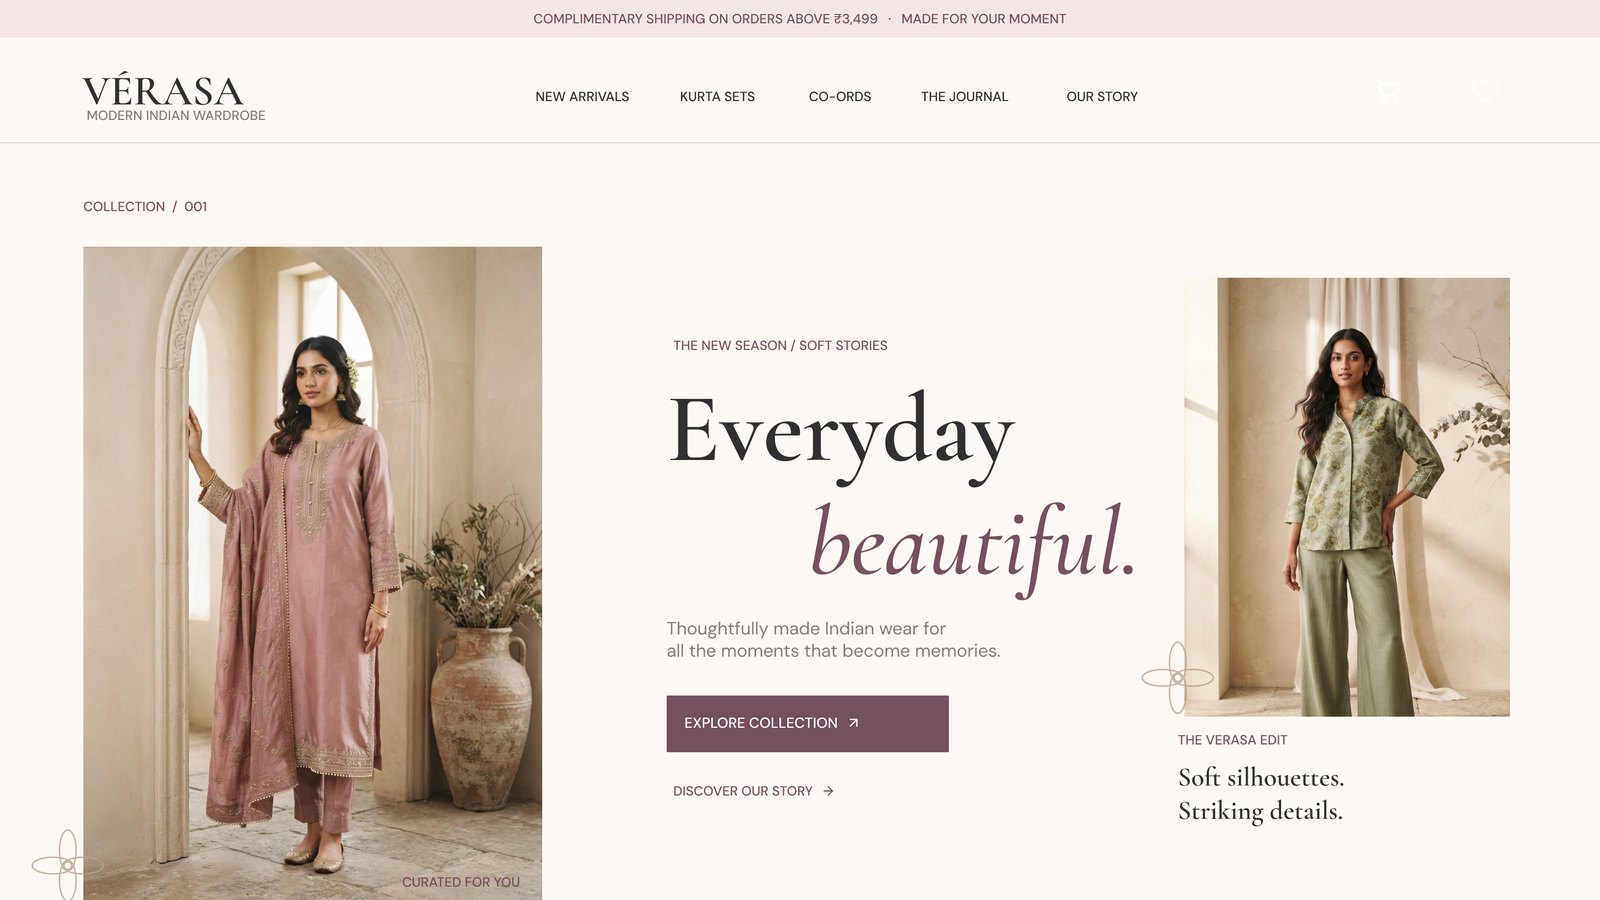 COMPLIMENTARY SHIPPING ON ORDERS ABOVE ₹3,499 · MADE FOR YOUR MOMENT
VÉRASA
MODERN INDIAN WARDROBE
NEW ARRIVALS
KURTA SETS
CO-ORDS
THE JOURNAL
OUR STORY
COLLECTION / 001
CURATED FOR YOU
THE NEW SEASON / SOFT STORIES
Everyday
beautiful.
Thoughtfully made Indian wear for
all the moments that become memories.
EXPLORE COLLECTION ↗
DISCOVER OUR STORY →
THE VERASA EDIT
Soft silhouettes.
Striking details.